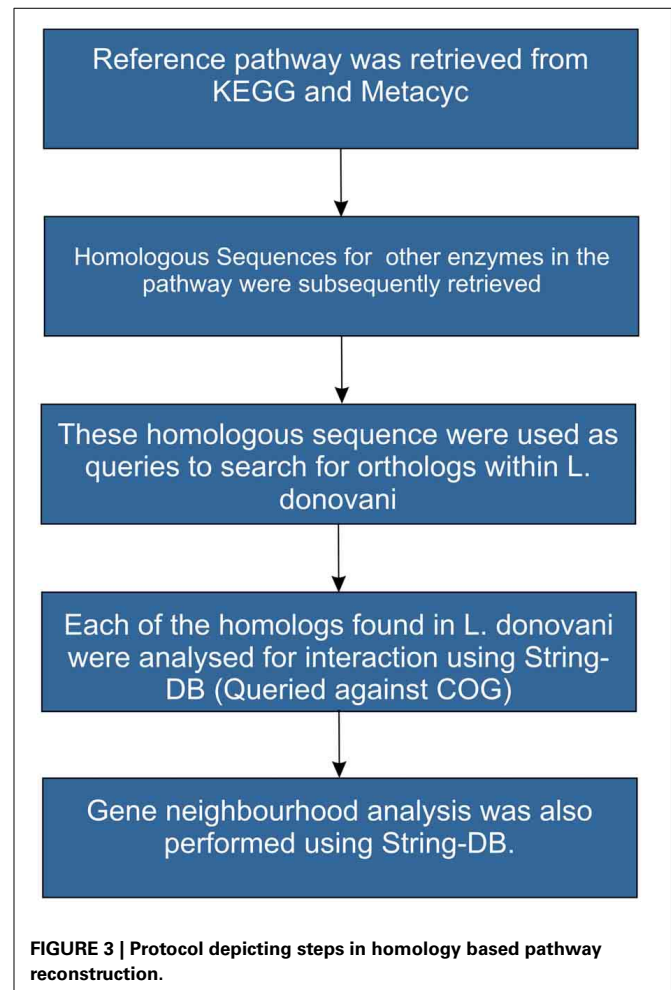 Reference pathway was retrieved from
KEGG and Metacyc
Homologous Sequences for other enzymes in the
pathway were subsequently retrieved
These homologous sequence were used as
queries to search for orthologs within L.
donovani
Each of the homologs found in L. donovani
were analysed for interaction using String-
DB (Queried against COG)
Gene neighbourhood analysis was also
performed using String-DB.
FIGURE 3 | Protocol depicting steps in homology based pathway
reconstruction.